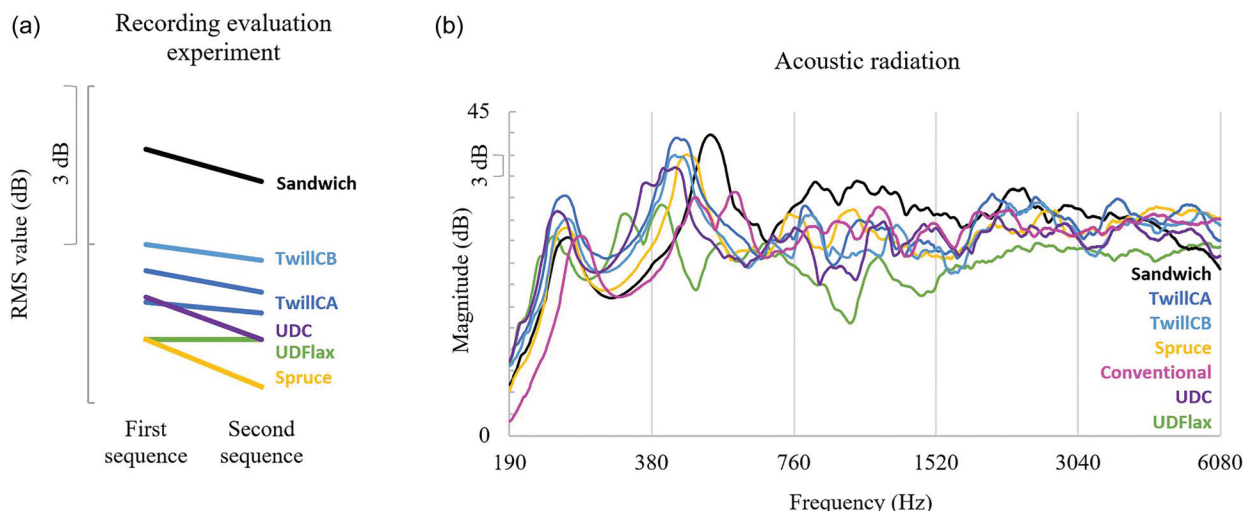 (a)
Recording evaluation
experiment
3 dB
RMS value (dB)
Sandwich
TwillCB
TwillCA
UDC
UDFlax
Spruce
First
sequence
Second
sequence
(b)
Acoustic radiation
45
3 dB
0
Magnitude (dB)
Sandwich
TwillCA
TwillCB
Spruce
Conventional
UDC
UDFlax
190
380
760
1520
3040
6080
Frequency (Hz)